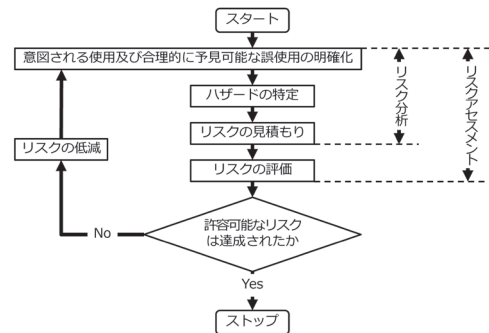 スタート
意図される使用及び合理的に予見可能な誤使用の明確化
ハザードの特定
リスクの見積もり
リスクの低減
リスクの評価
リスク分析
リスクアセスメント
許容可能なリスク
は達成されたか
No
Yes
ストップ